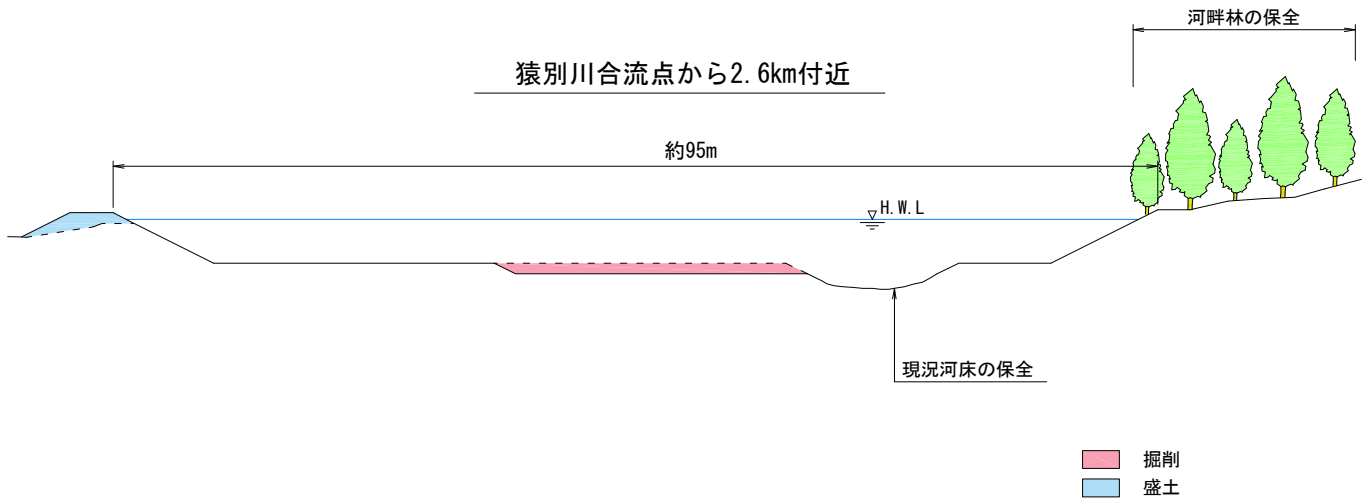 河畔林の保全
猿別川合流点から2.6km付近
約95m
H.W.L
現況河床の保全
掘削
盛土